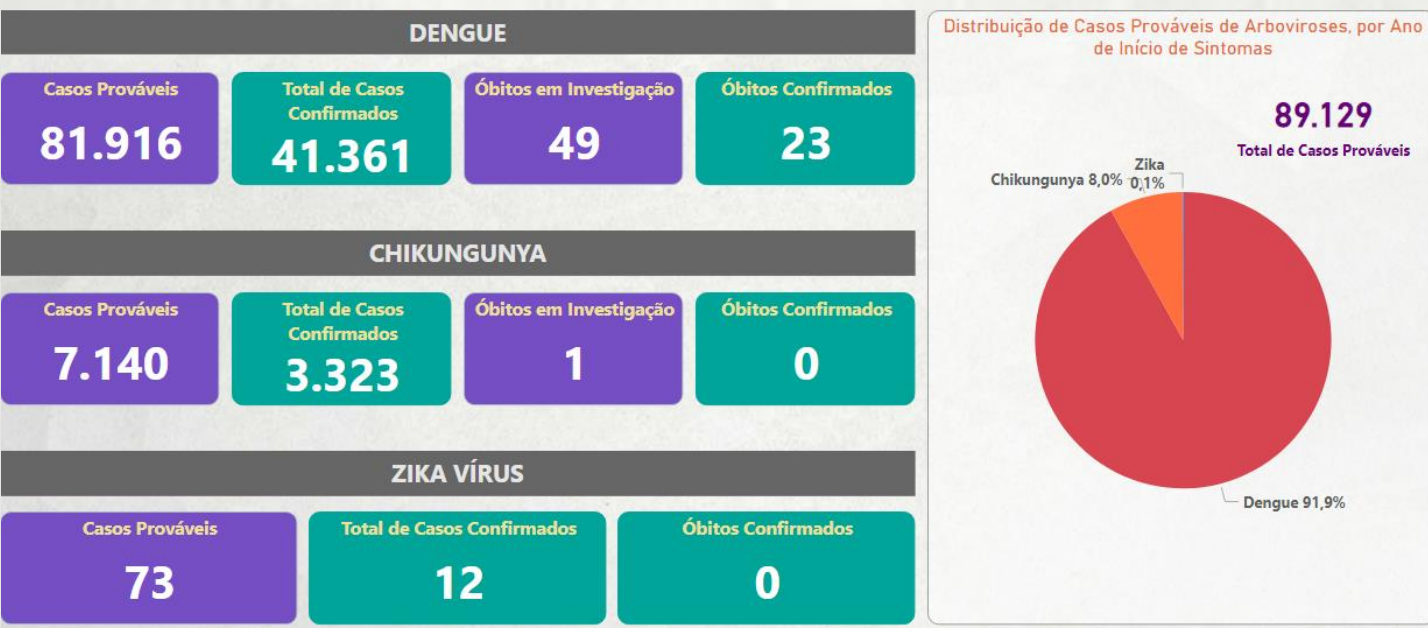 DENGUE
Casos Prováveis
81.916
Total de Casos
Confirmados
41.361
Óbitos em Investigação
49
Óbitos Confirmados
23
CHIKUNGUNYA
Casos Prováveis
7.140
Total de Casos
Confirmados
3.323
Óbitos em Investigação
1
Óbitos Confirmados
0
ZIKA VÍRUS
Casos Prováveis
73
Total de Casos Confirmados
12
Óbitos Confirmados
0
Distribuição de Casos Prováveis de Arboviroses, por Ano
de Início de Sintomas
89.129
Total de Casos Prováveis
Zika
0,1%
Chikungunya 8,0%
Dengue 91,9%